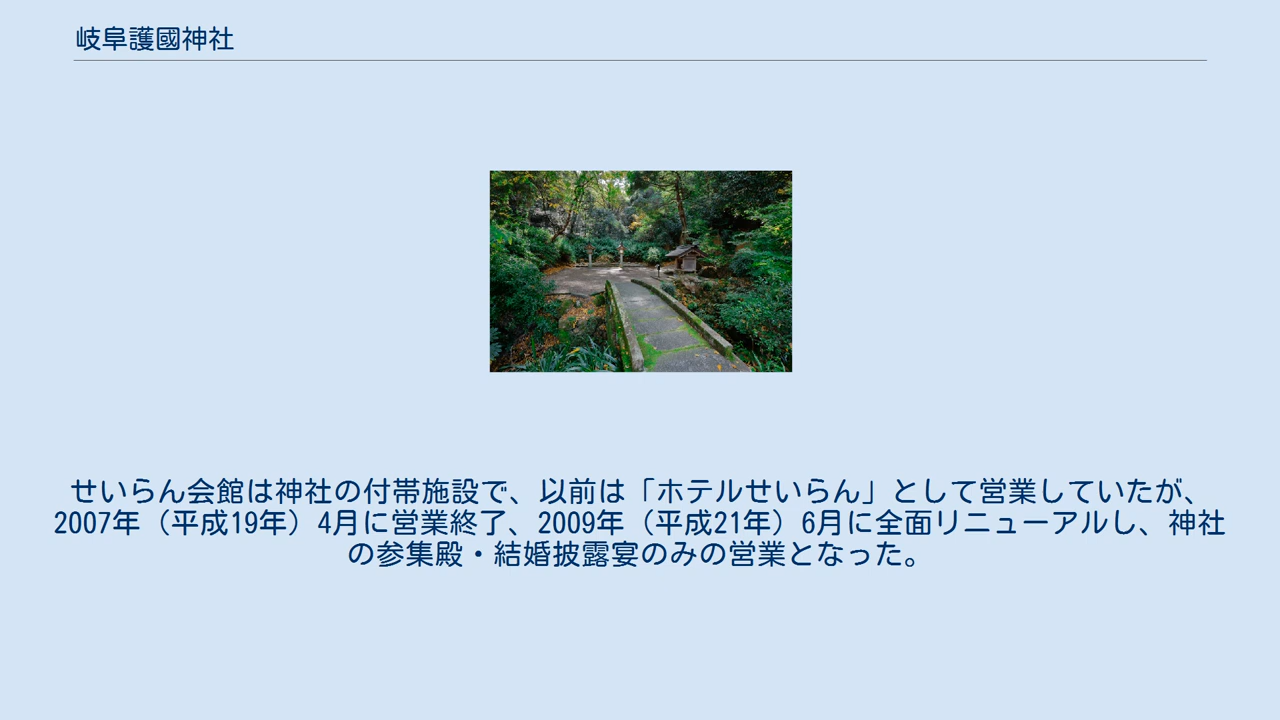 岐阜護國神社
せいらん会館は神社の付帯施設で、以前は「ホテルせいらん」として営業していたが、
2007年（平成19年）4月に営業終了、2009年（平成21年）6月に全面リニューアルし、神社
の参集殿・結婚披露宴のみの営業となった。